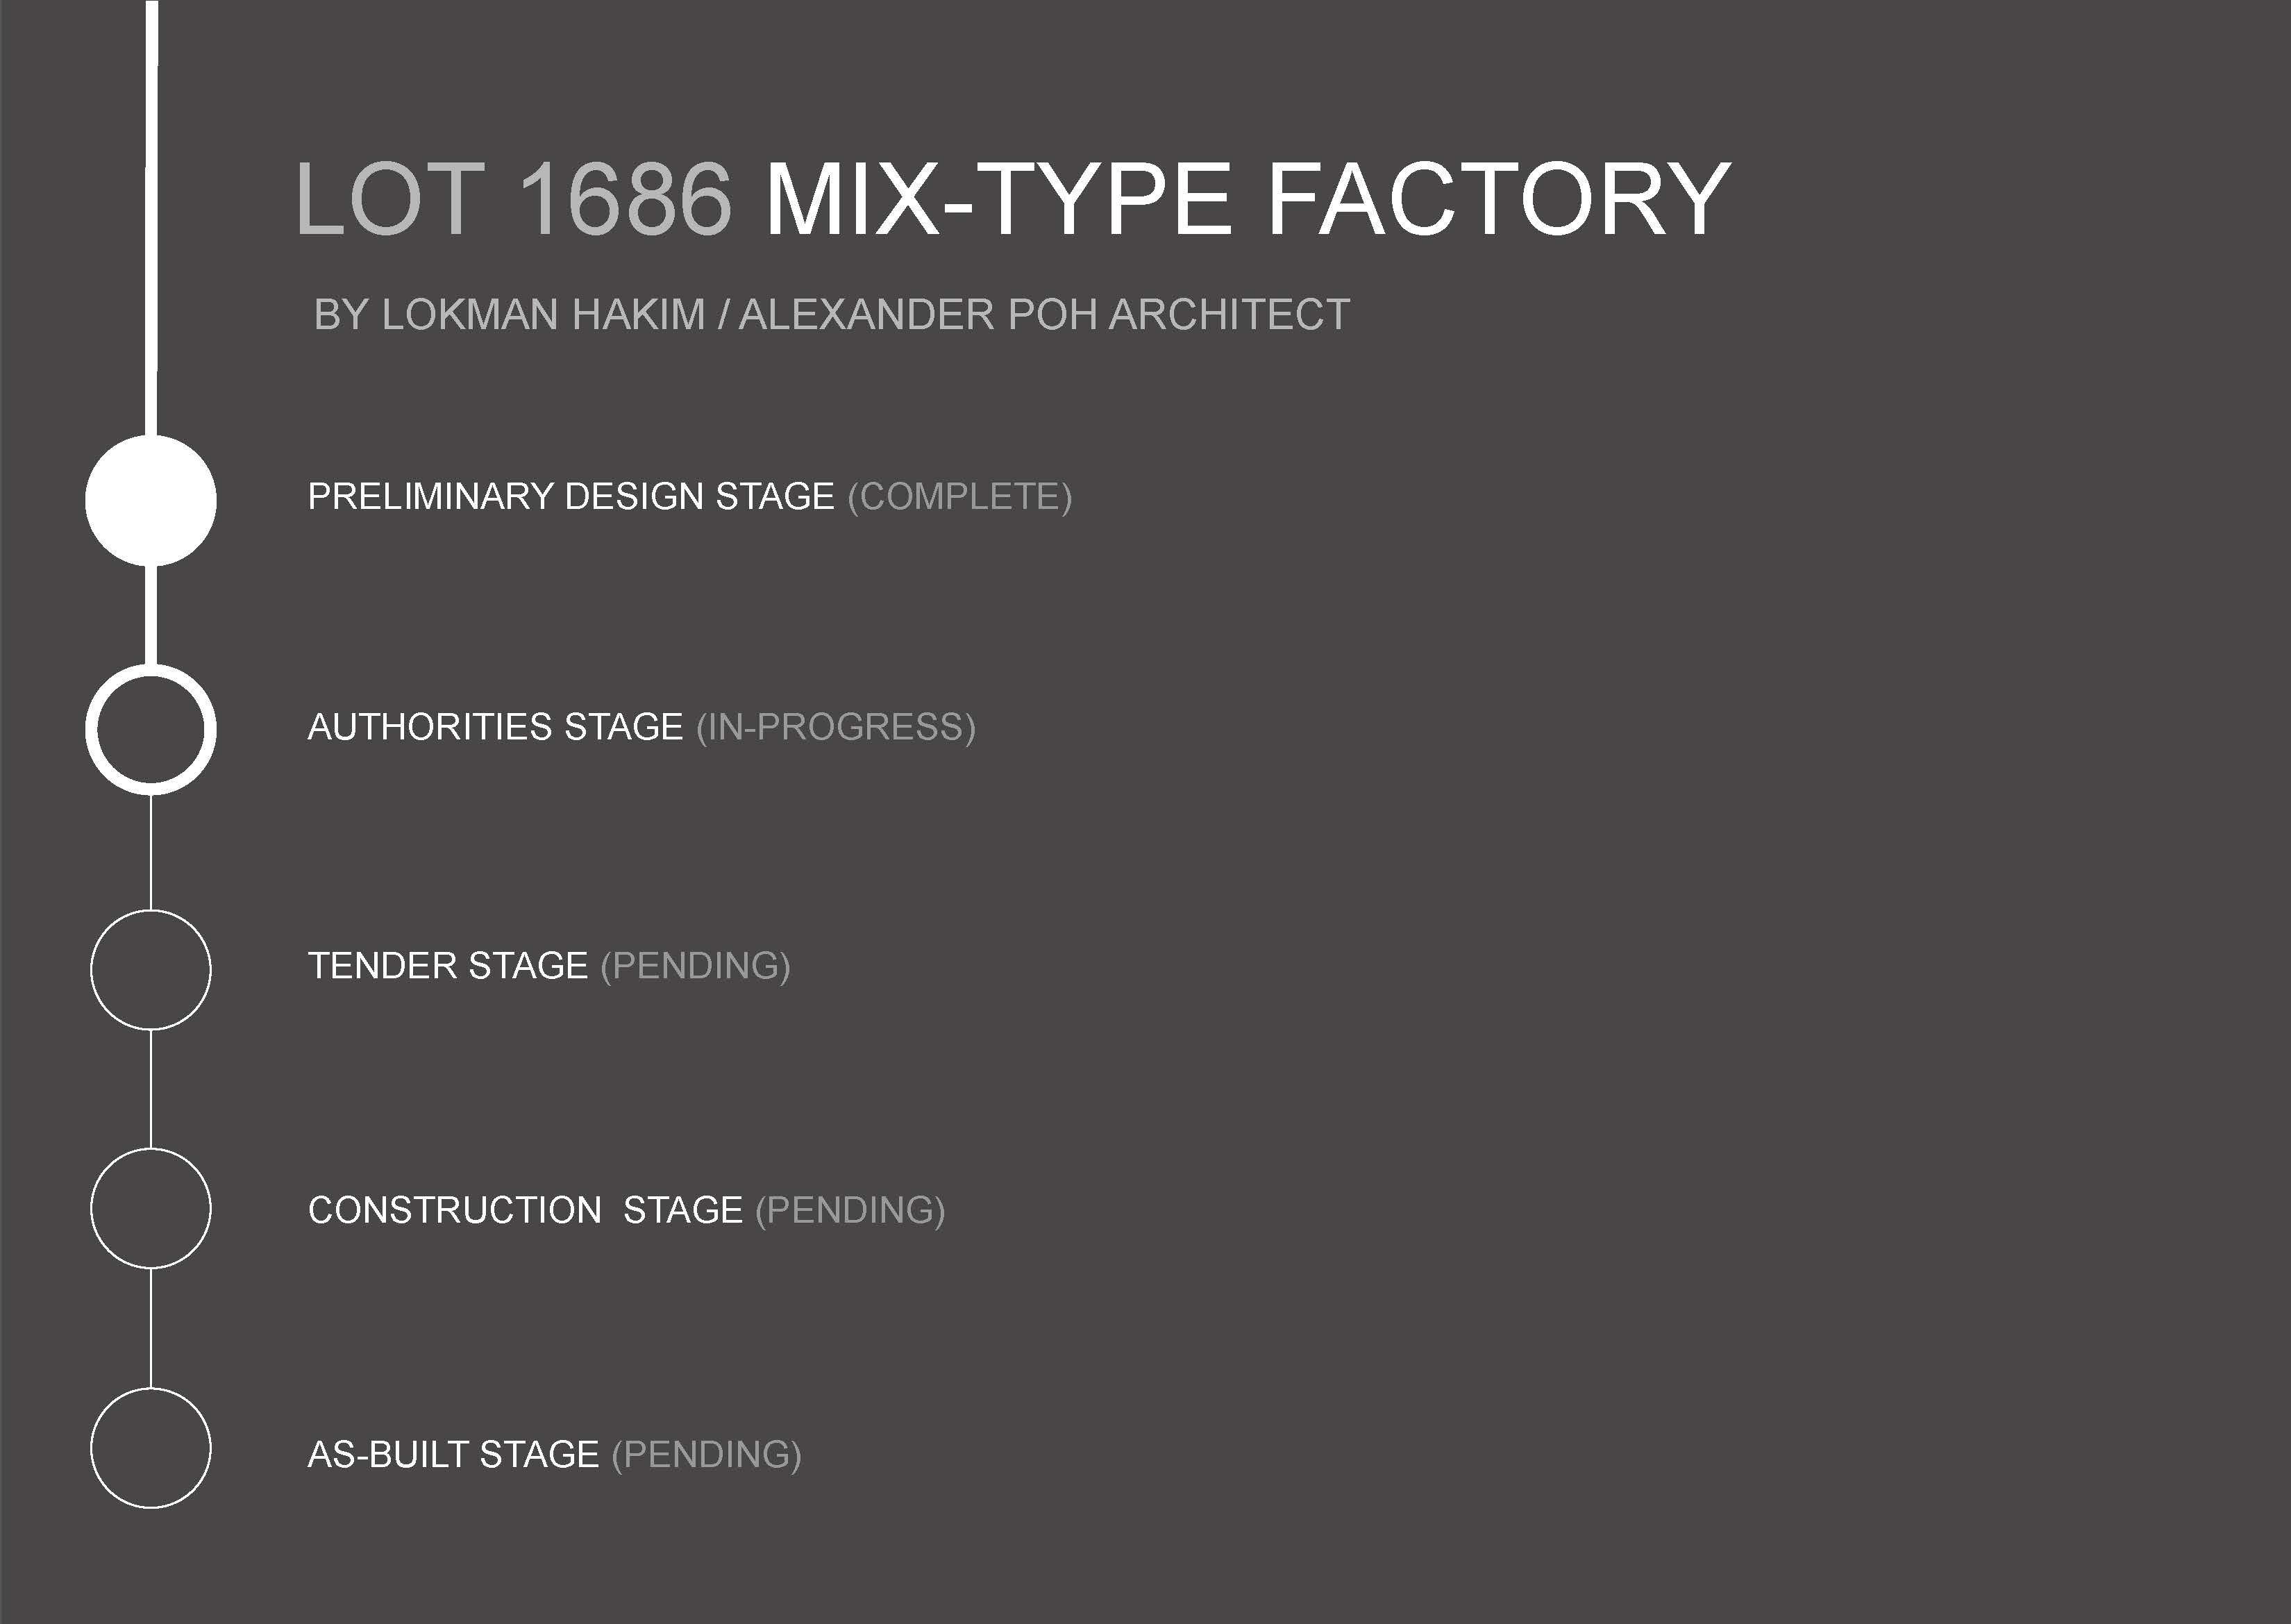 LOT 1686 MIX-TYPE FACTORY
BY LOKMAN HAKIM / ALEXANDER POH ARCHITECT
PRELIMINARY DESIGN STAGE (COMPLETE)
AUTHORITIES STAGE (IN-PROGRESS)
TENDER STAGE (PENDING)
CONSTRUCTION STAGE (PENDING)
AS-BUILT STAGE (PENDING)